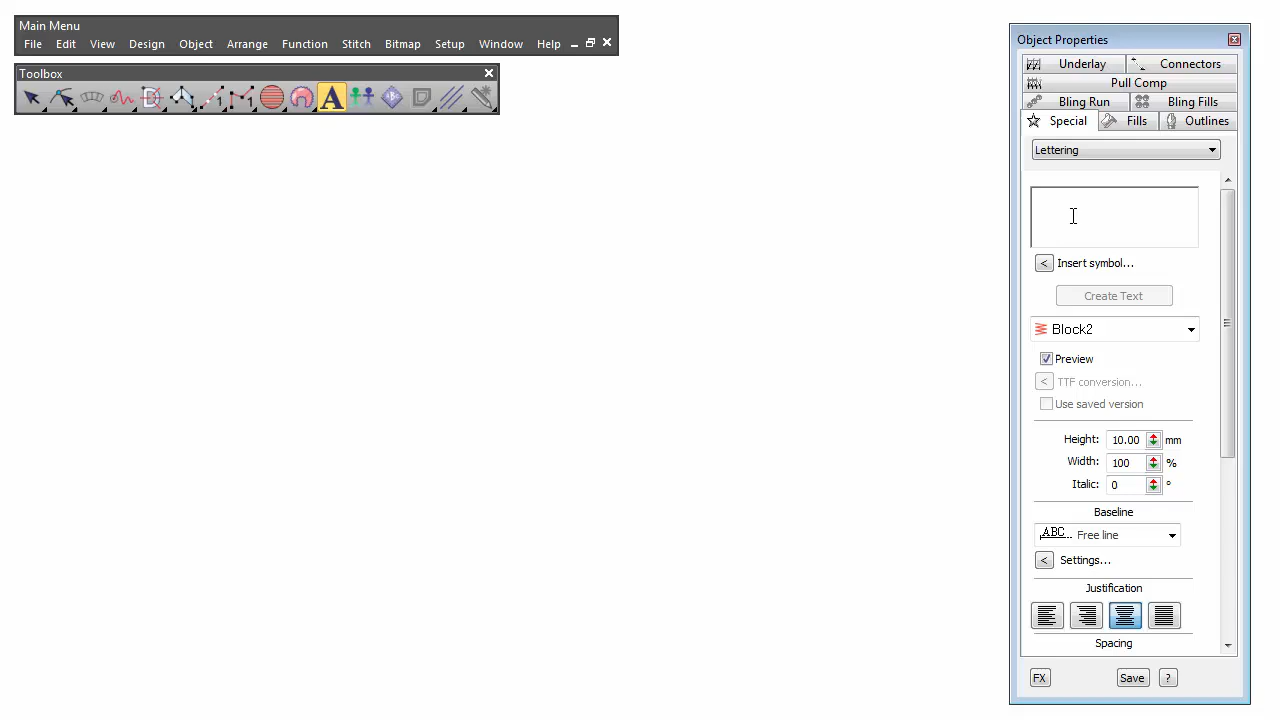 Main Menu
File Edit View Design Object Arrange Function Stitch Bitmap Setup Window Help
Toolbox
A
Object Properties
Underlay Connectors
Pull Comp
Bling Run Bling Fills
Special Fills Outlines
Lettering
< Insert symbol...
Create Text
Block2
Preview
< TTF conversion...
Use saved version
Height: 10.00 mm
Width: 100 %
Italic: 0 °
Baseline
ABC... Free line
< Settings...
Justification
Spacing
FX Save ?